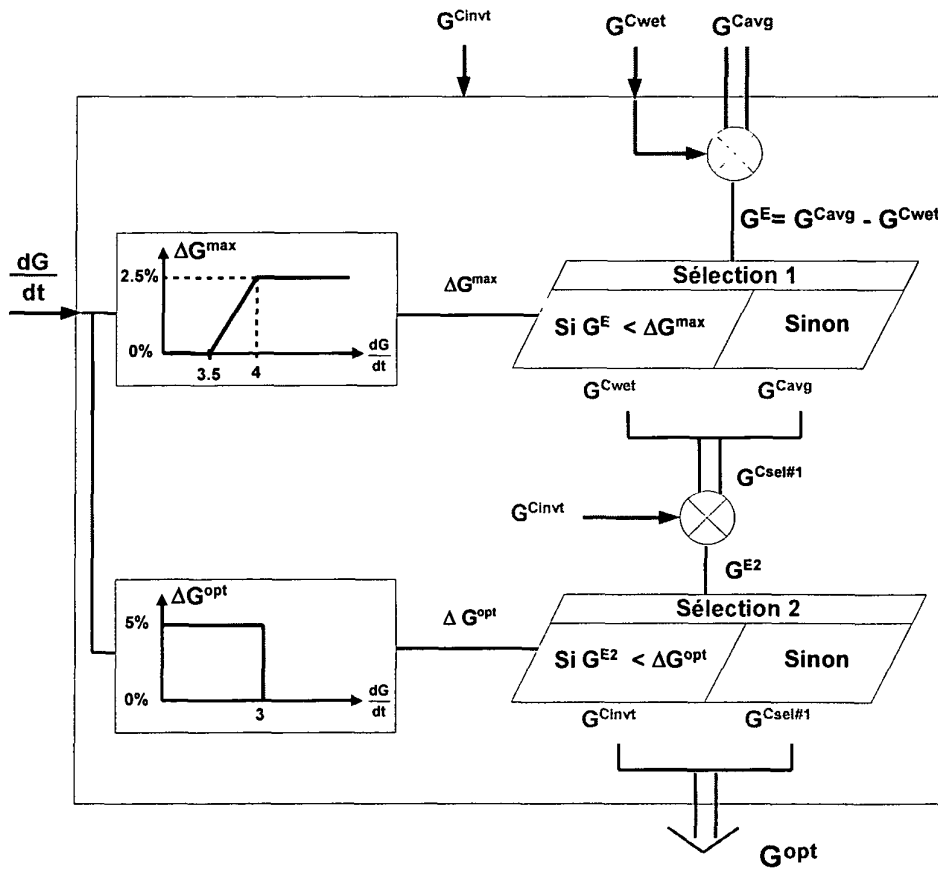 G^Cinvt
G^Cwet
G^Cavg
G^E= G^Cavg - G^Cwet
dG
dt
ΔG^max
2.5%
0%
3.5
4
dG
dt
ΔG^max
Sélection 1
Si G^E < ΔG^max
Sinon
G^Cwet
G^Cavg
G^Csel#1
G^Cinvt
G^E2
ΔG^opt
5%
0%
3
dG
dt
Δ G^opt
Sélection 2
Si G^E2 < ΔG^opt
Sinon
G^Cinvt
G^Csel#1
G^opt